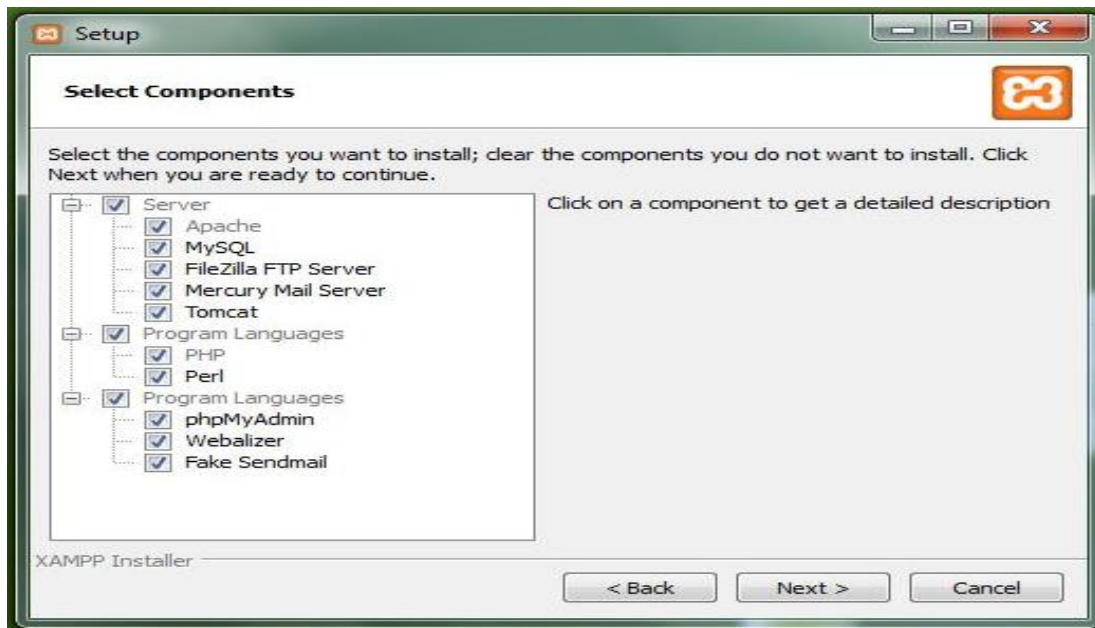 Setup
Select Components
Select the components you want to install; clear the components you do not want to install. Click
Next when you are ready to continue.
Server
Apache
MySQL
FileZilla FTP Server
Mercury Mail Server
Tomcat
Program Languages
PHP
Perl
Program Languages
phpMyAdmin
Webalizer
Fake Sendmail
Click on a component to get a detailed description
XAMPP Installer
< Back
Next >
Cancel